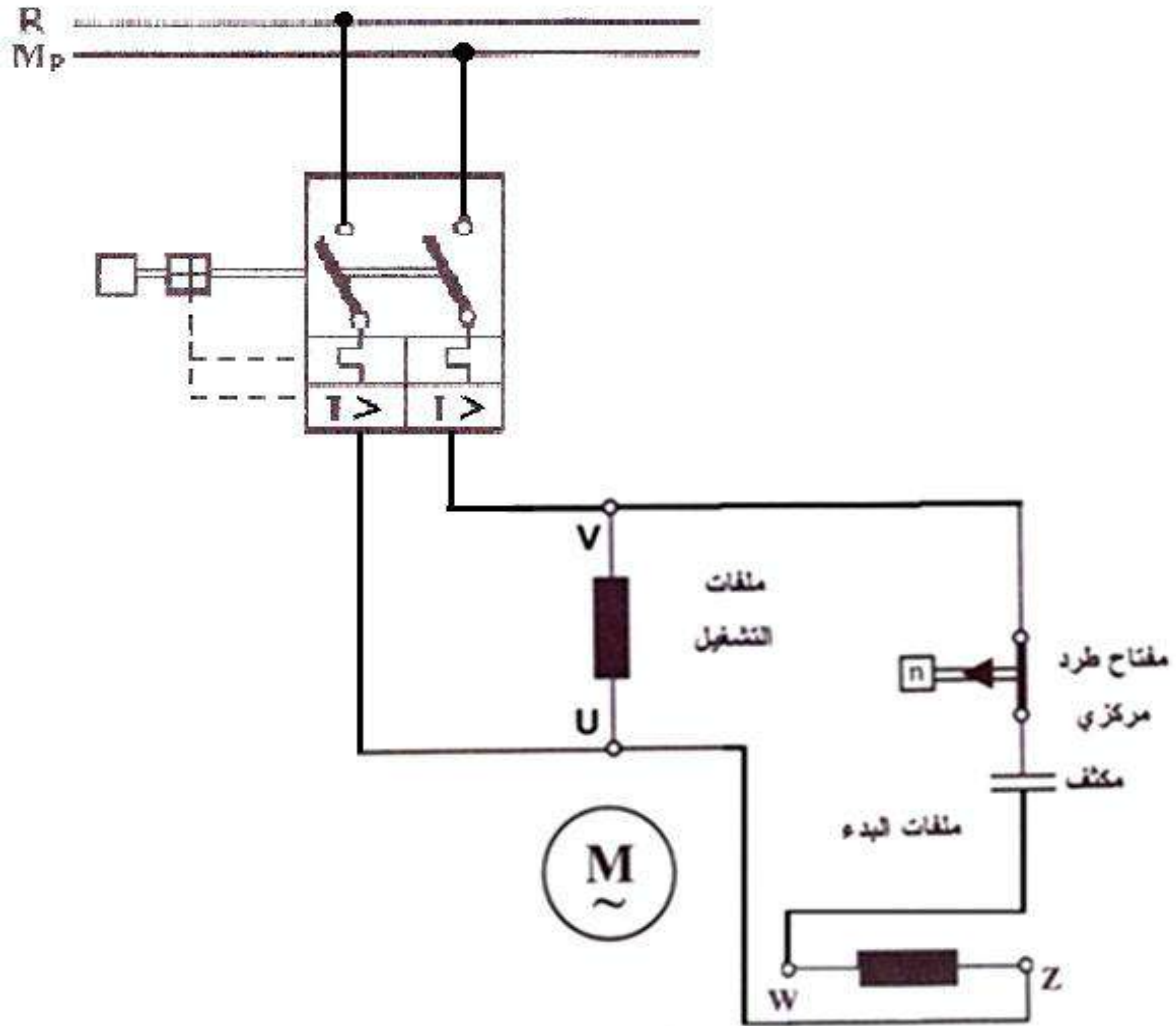 R
Mp
I >
I >
V
ملفات
التشغيل
U
n
مفتاح طرد
مركزي
مكثف
ملفات البدء
M
~
W
Z